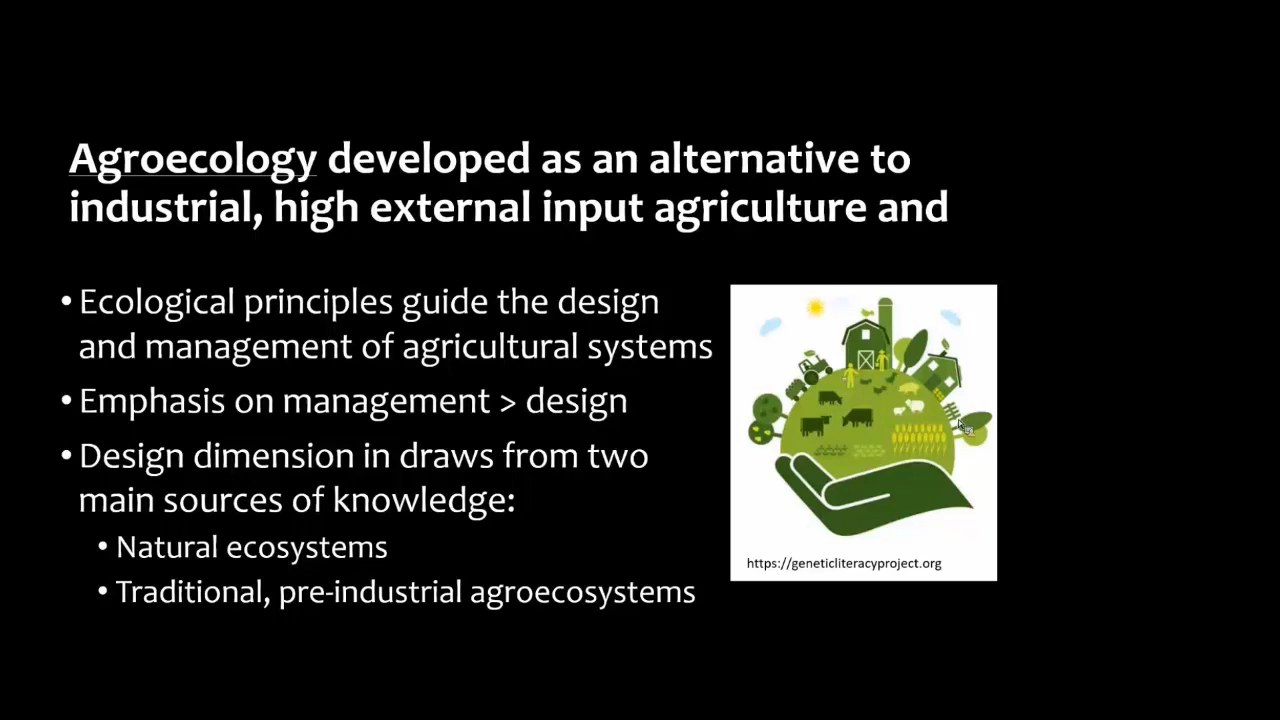 Agroecology developed as an alternative to
industrial, high external input agriculture and
• Ecological principles guide the design
and management of agricultural systems
• Emphasis on management > design
• Design dimension in draws from two
main sources of knowledge:
• Natural ecosystems
• Traditional, pre-industrial agroecosystems
https://geneticliteracyproject.org